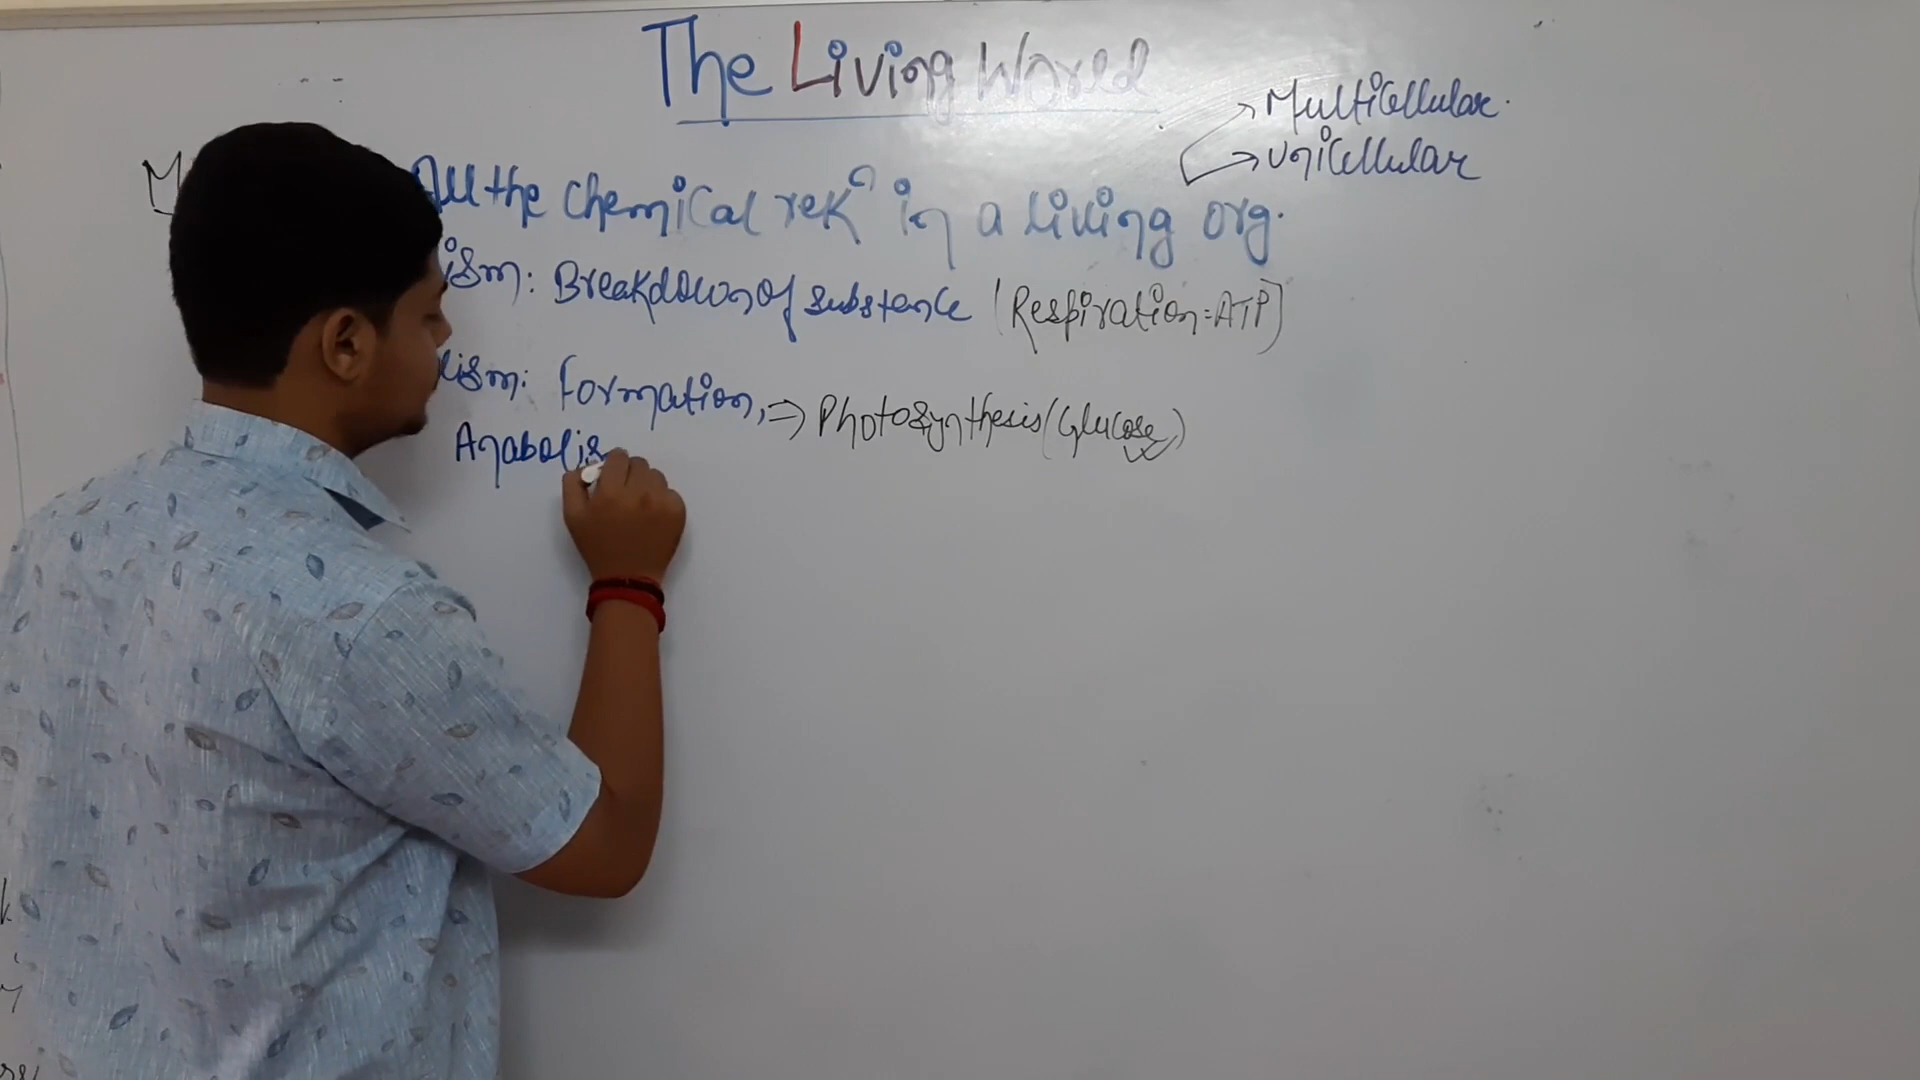 The Living World
Multicellular.
Unicellular
All the chemical rekⁿ in a living org.
ism: Breakdown of substance (Respiration=ATP)
lism: Formation, ⇒ Photosynthesis (Glucose)
Anabolis